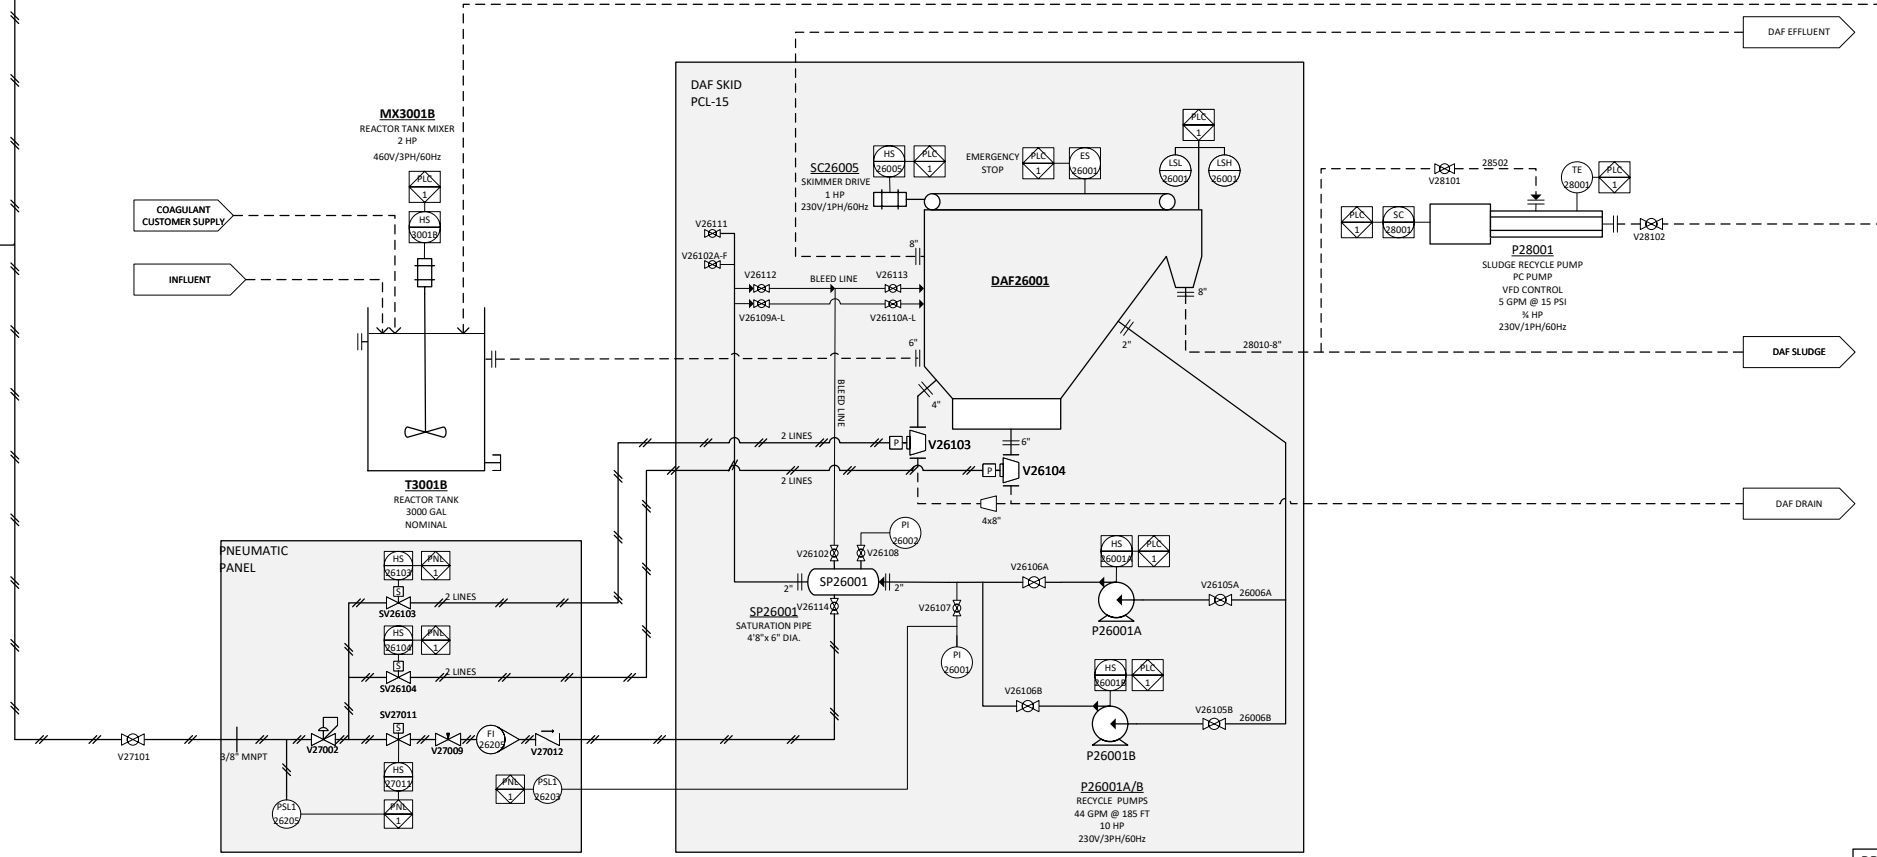 DAF EFFLUENT
DAF SKID
PCL-15
MX3001B
REACTOR TANK MIXER
2 HP
460V/3PH/60Hz
PLC
1
HS
3001B
COAGULANT
CUSTOMER SUPPLY
INFLUENT
T3001B
REACTOR TANK
3000 GAL
NOMINAL
SC26005
SKIMMER DRIVE
1 HP
230V/1PH/60Hz
HS
26005
PLC
1
EMERGENCY
STOP
PLC
1
ES
26001
PLC
1
LSL
26001
LSH
26001
V26111
V26102A-F
V26112
BLEED LINE
V26113
V26109A-L
V26110A-L
8"
6"
DAF26001
8"
2"
4"
6"
BLEED LINE
28010-8"
V28101
28502
TE
28001
PLC
1
PLC
1
SC
28001
V28102
P28001
SLUDGE RECYCLE PUMP
PC PUMP
VFD CONTROL
5 GPM @ 15 PSI
¾ HP
230V/1PH/60Hz
DAF SLUDGE
2 LINES
P
V26103
2 LINES
P
V26104
4x8"
DAF DRAIN
PI
26002
V26102
V26108
2"
SP26001
2"
V26114
SP26001
SATURATION PIPE
4'8"x 6" DIA.
V26106A
V26107
PI
26001
HS
26001A
PLC
1
P26001A
V26105A
26006A
HS
26001B
PLC
1
V26106B
P26001B
V26105B
26006B
P26001A/B
RECYCLE PUMPS
44 GPM @ 185 FT
10 HP
230V/3PH/60Hz
PNEUMATIC
PANEL
HS
26103
PNL
1
S
SV26103
2 LINES
HS
26104
PNL
1
S
SV26104
2 LINES
V27101
3/8" MNPT
V27002
SV27011
S
V27009
FI
26205
V27012
HS
27011
PNL
1
PSL1
26205
PNL
1
PSL1
26203